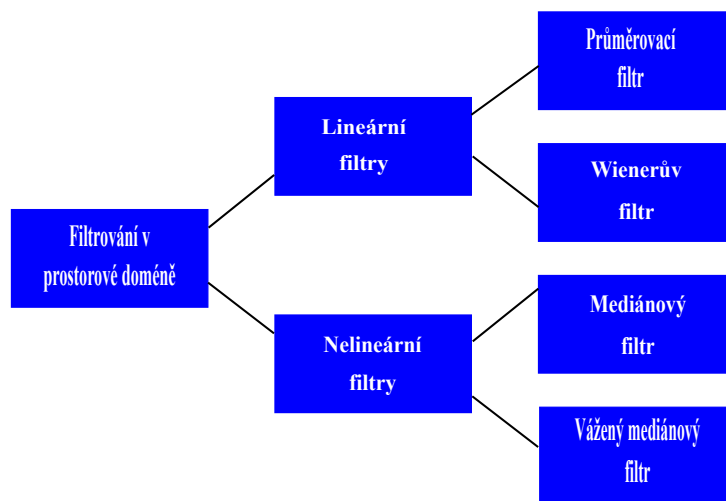 Filtrování v
prostorové doméně
Lineární
filtry
Průměrovací
filtr
Wienerův
filtr
Nelineární
filtry
Mediánový
filtr
Vážený mediánový
filtr